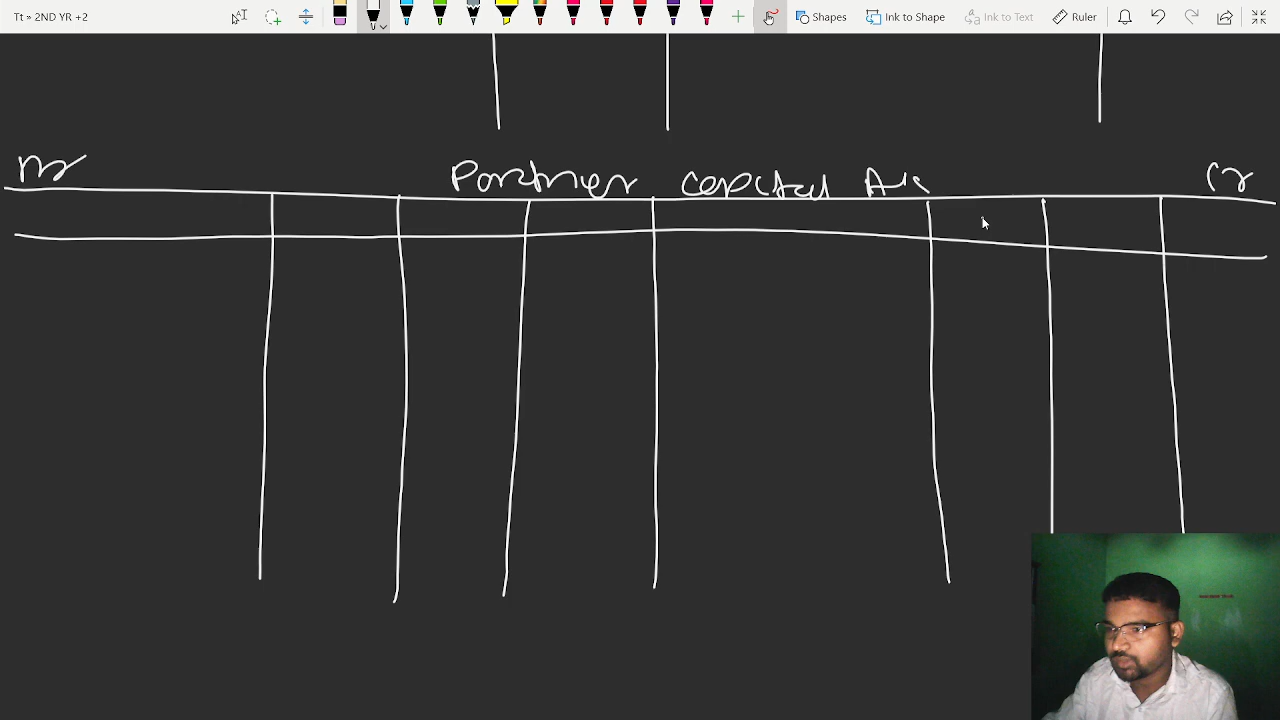 Tt » 2ND YR +2
Shapes
Ink to Shape
Ink to Text
Ruler
Dr Partner capital A/c Cr